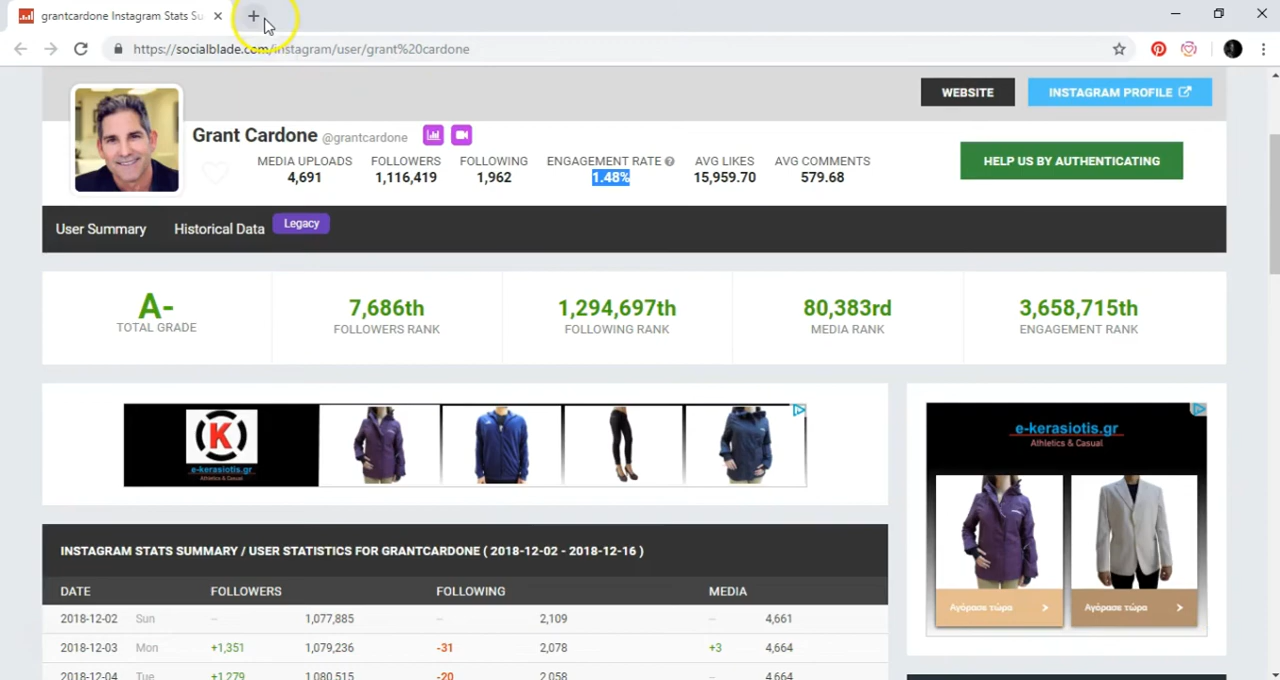 grantcardone Instagram Stats Su
https://socialblade.com/instagram/user/grant%20cardone
WEBSITE
INSTAGRAM PROFILE
Grant Cardone @grantcardone
MEDIA UPLOADS FOLLOWERS FOLLOWING ENGAGEMENT RATE AVG LIKES AVG COMMENTS
4,691 1,116,419 1,962 1.48% 15,959.70 579.68
HELP US BY AUTHENTICATING
User Summary Historical Data Legacy
A- 7,686th 1,294,697th 80,383rd 3,658,715th
TOTAL GRADE FOLLOWERS RANK FOLLOWING RANK MEDIA RANK ENGAGEMENT RANK
K
e-kerasiotis.gr
Athletics & Casual
e-kerasiotis.gr
Athletics & Casual
Αγόρασε τώρα
Αγόρασε τώρα
INSTAGRAM STATS SUMMARY / USER STATISTICS FOR GRANTCARDONE ( 2018-12-02 - 2018-12-16 )
DATE FOLLOWERS FOLLOWING MEDIA
2018-12-02 Sun -- 1,077,885 -- 2,109 -- 4,661
2018-12-03 Mon +1,351 1,079,236 -31 2,078 +3 4,664
2018-12-04 Tue +1,279 1,080,515 -20 2,058 -- 4,664